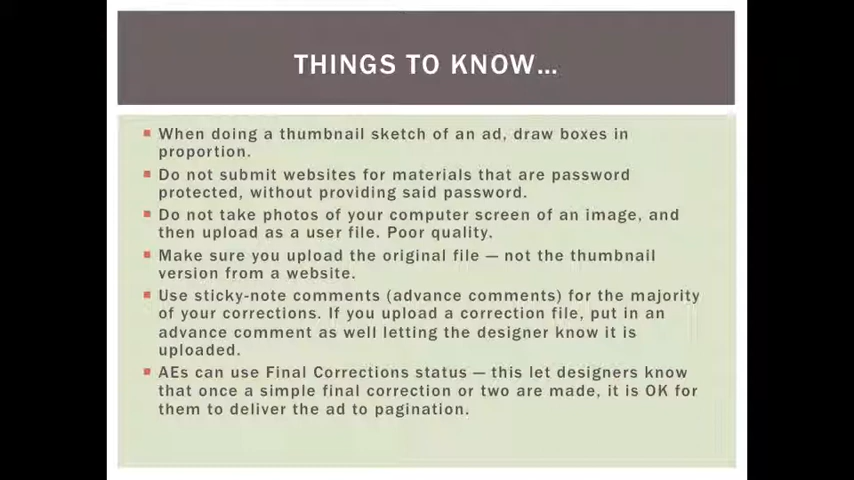 THINGS TO KNOW…
When doing a thumbnail sketch of an ad, draw boxes in
proportion.
Do not submit websites for materials that are password
protected, without providing said password.
Do not take photos of your computer screen of an image, and
then upload as a user file. Poor quality.
Make sure you upload the original file — not the thumbnail
version from a website.
Use sticky-note comments (advance comments) for the majority
of your corrections. If you upload a correction file, put in an
advance comment as well letting the designer know it is
uploaded.
AEs can use Final Corrections status — this let designers know
that once a simple final correction or two are made, it is OK for
them to deliver the ad to pagination.